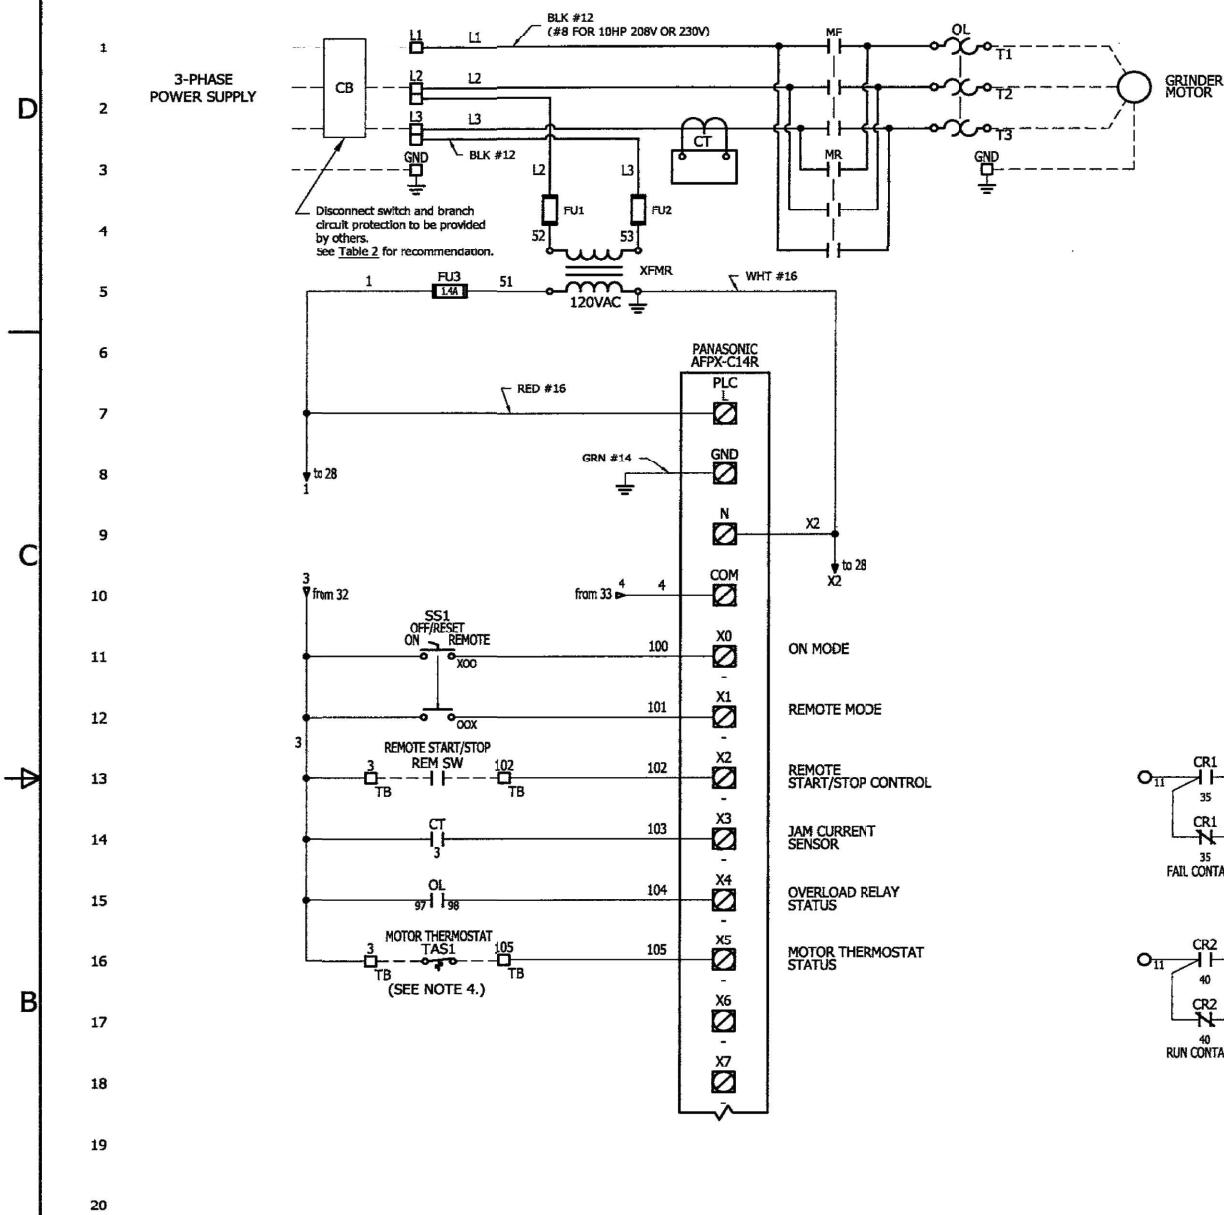 BLK #12
(#8 FOR 10HP 208V OR 230V)
1
L1
L1
MF
OL
T1
3-PHASE
POWER SUPPLY
CB
L2
L2
T2
GRINDER
MOTOR
D
2
L3
L3
CT
T3
BLK #12
3
GND
L2
L3
MR
GND
Disconnect switch and branch
circuit protection to be provided
by others.
See Table 2 for recommendation.
FU1
FU2
4
52
53
XFMR
5
1
FU3
1.4A
51
120VAC
WHT #16
6
PANASONIC
AFPX-C14R
PLC
7
RED #16
L
8
to 28
1
GRN #14
GND
9
N
X2
C
to 28
X2
10
3
from 32
from 33
4
4
COM
SS1
OFF/RESET
ON
REMOTE
11
XOO
100
X0
-
ON MODE
12
OOX
101
X1
-
REMOTE MODE
3
REMOTE START/STOP
REM SW
13
3
TB
102
TB
102
X2
-
REMOTE
START/STOP CONTROL
11
CR1
35
14
CT
3
103
X3
-
JAM CURRENT
SENSOR
CR1
35
FAIL CONTA
15
OL
97
98
104
X4
-
OVERLOAD RELAY
STATUS
MOTOR THERMOSTAT
TAS1
16
3
TB
105
TB
(SEE NOTE 4.)
105
X5
-
MOTOR THERMOSTAT
STATUS
11
CR2
40
B
17
X6
-
CR2
40
RUN CONTA
18
X7
-
19
20